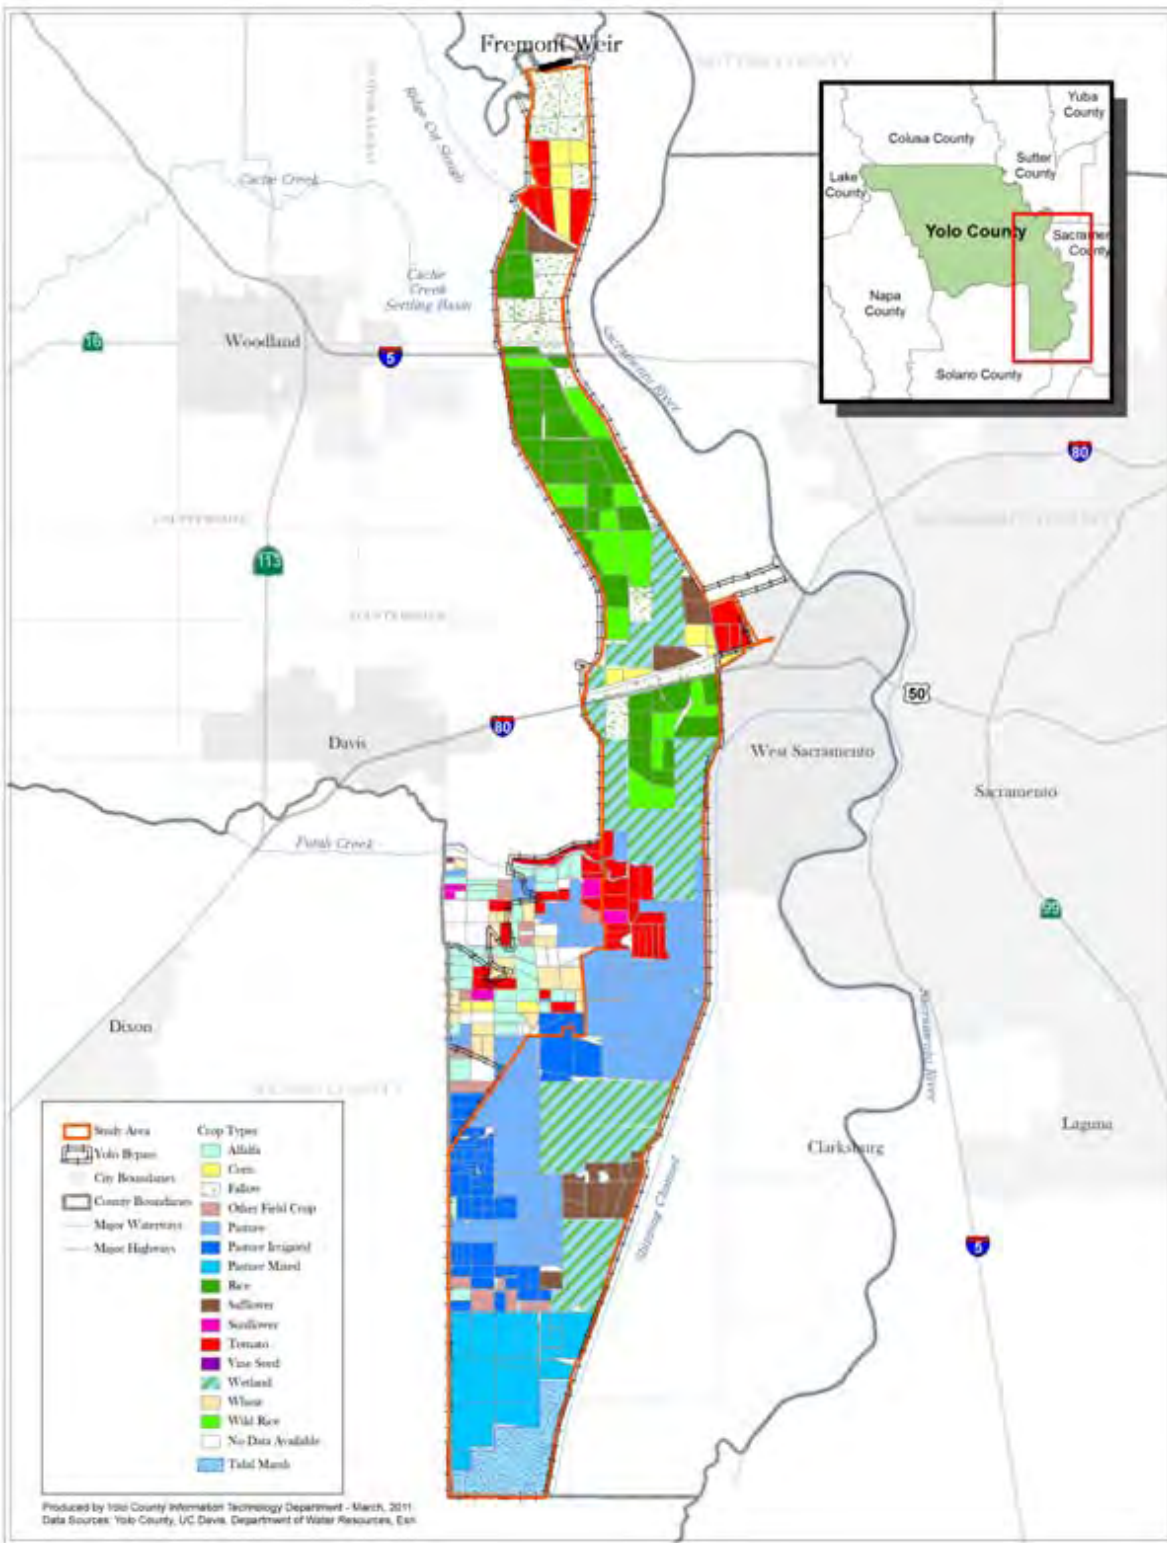 Fremont Weir
Ridge Cut Slough
Cache Creek
Cache
Creek
Settling Basin
Woodland
16
5
Sacramento River
113
80
Davis
80
50
West Sacramento
Sacramento
Putah Creek
99
Dixon
Sacramento River
Laguna
Clarksburg
Shipping Channel
5
Yuba
County
Colusa County
Sutter
County
Lake
County
Yolo County
Sacramen
County
Napa
County
Solano County
Study Area
Yolo Bypass
City Boundaries
County Boundaries
Major Waterways
Major Highways
Crop Types
Alfalfa
Corn
Fallow
Other Field Crop
Pasture
Pasture Irrigated
Pasture Mixed
Rice
Safflower
Sunflower
Tomato
Vine Seed
Wetland
Wheat
Wild Rice
No Data Available
Tidal Marsh
Produced by Yolo County Information Technology Department - March, 2011
Data Sources: Yolo County, UC Davis, Department of Water Resources, Esri